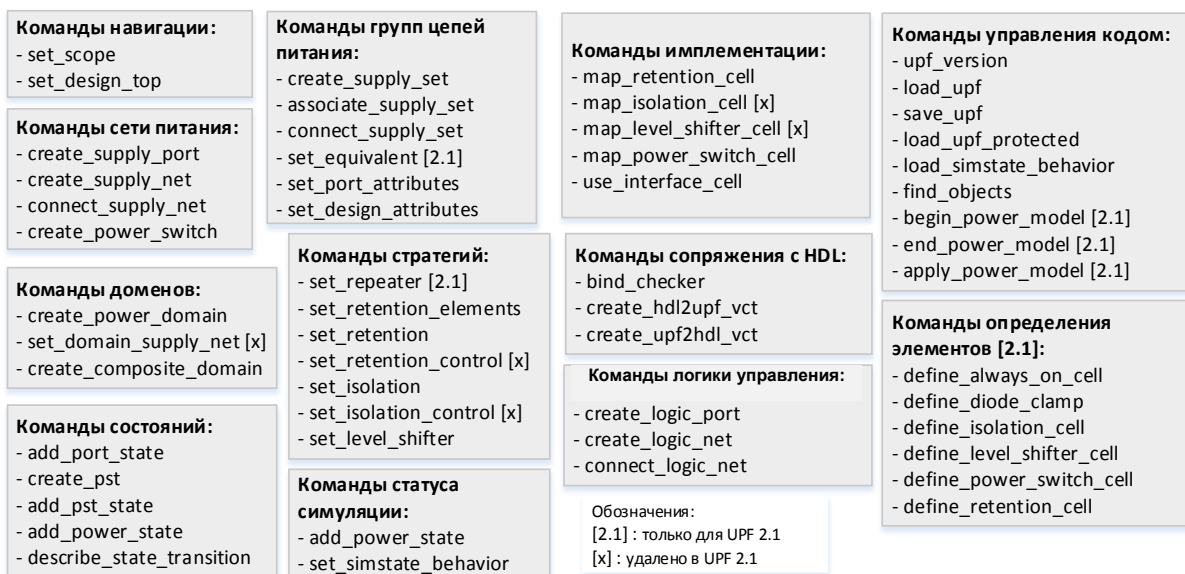 Команды навигации:
- set_scope
- set_design_top
Команды сети питания:
- create_supply_port
- create_supply_net
- connect_supply_net
- create_power_switch
Команды доменов:
- create_power_domain
- set_domain_supply_net [x]
- create_composite_domain
Команды состояний:
- add_port_state
- create_pst
- add_pst_state
- add_power_state
- describe_state_transition
Команды групп цепей
питания:
- create_supply_set
- associate_supply_set
- connect_supply_set
- set_equivalent [2.1]
- set_port_attributes
- set_design_attributes
Команды стратегий:
- set_repeater [2.1]
- set_retention_elements
- set_retention
- set_retention_control [x]
- set_isolation
- set_isolation_control [x]
- set_level_shifter
Команды статуса
симуляции:
- add_power_state
- set_simstate_behavior
Команды имплементации:
- map_retention_cell
- map_isolation_cell [x]
- map_level_shifter_cell [x]
- map_power_switch_cell
- use_interface_cell
Команды сопряжения с HDL:
- bind_checker
- create_hdl2upf_vct
- create_upf2hdl_vct
Команды логики управления:
- create_logic_port
- create_logic_net
- connect_logic_net
Обозначения:
[2.1] : только для UPF 2.1
[x] : удалено в UPF 2.1
Команды управления кодом:
- upf_version
- load_upf
- save_upf
- load_upf_protected
- load_simstate_behavior
- find_objects
- begin_power_model [2.1]
- end_power_model [2.1]
- apply_power_model [2.1]
Команды определения
элементов [2.1]:
- define_always_on_cell
- define_diode_clamp
- define_isolation_cell
- define_level_shifter_cell
- define_power_switch_cell
- define_retention_cell